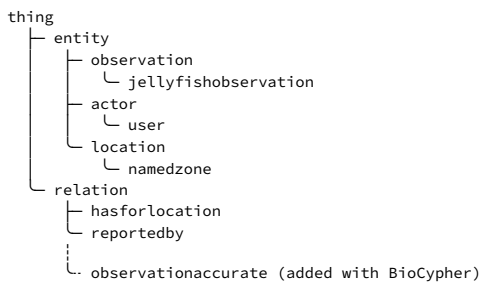 thing
entity
observation
jellyfishobservation
actor
user
location
namedzone
relation
hasforlocation
reportedby
observationaccurate (added with BioCypher)